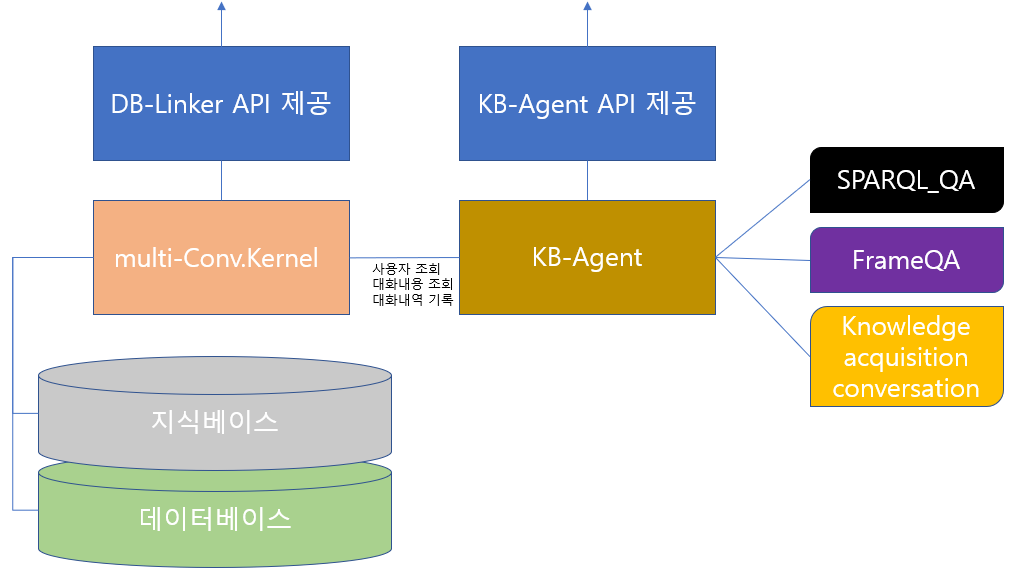 DB-Linker API 제공
KB-Agent API 제공
SPARQL_QA
multi-Conv.Kernel
KB-Agent
FrameQA
사용자 조회
대화내용 조회
대화내역 기록
Knowledge
acquisition
conversation
지식베이스
데이터베이스